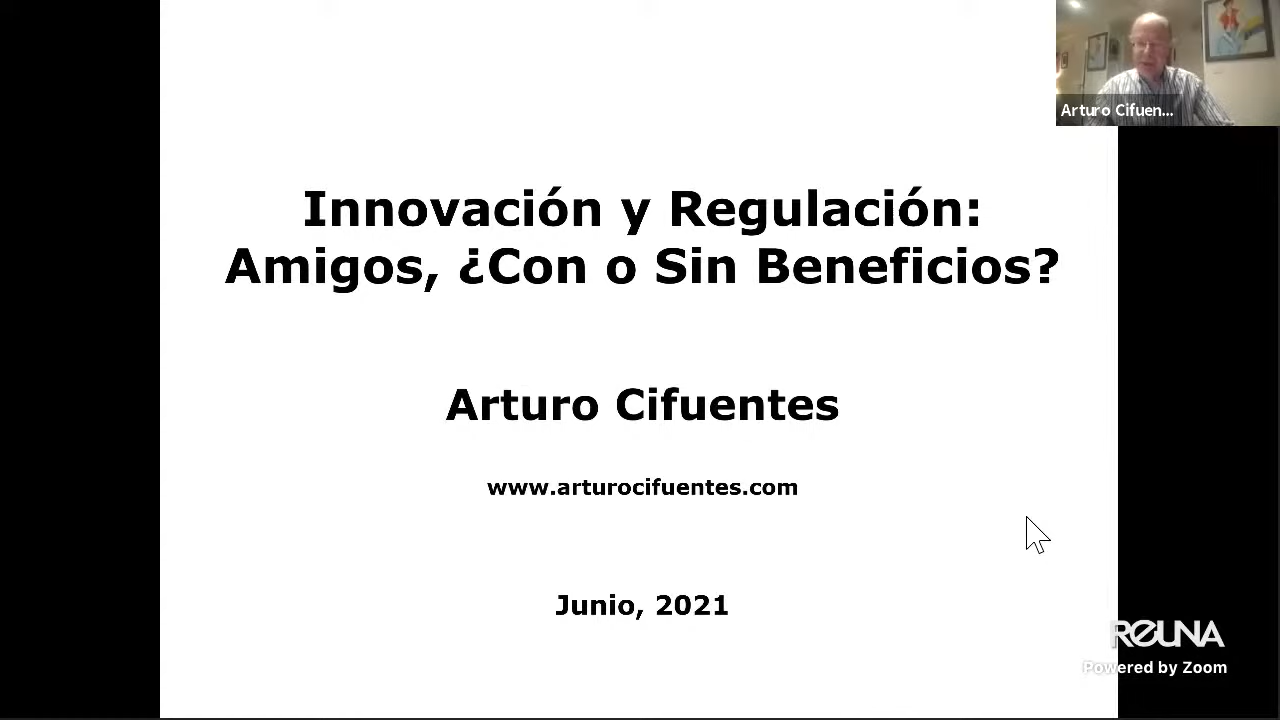 Arturo Cifuen...
Innovación y Regulación:
Amigos, ¿Con o Sin Beneficios?
Arturo Cifuentes
www.arturocifuentes.com
Junio, 2021
REUNA
Powered by Zoom